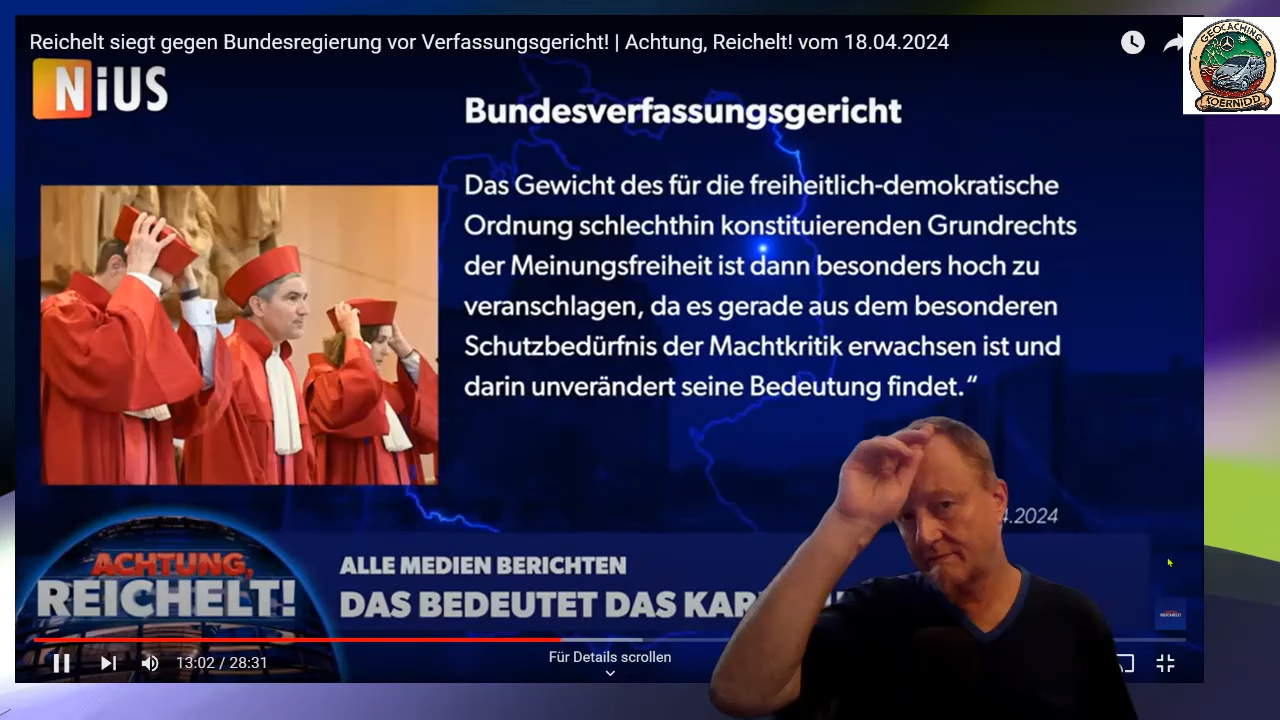 Reichelt siegt gegen Bundesregierung vor Verfassungsgericht! | Achtung, Reichelt! vom 18.04.2024
GEOCACHING
KOERNIDD
NiUS
Bundesverfassungsgericht
Das Gewicht des für die freiheitlich-demokratische
Ordnung schlechthin konstituierenden Grundrechts
der Meinungsfreiheit ist dann besonders hoch zu
veranschlagen, da es gerade aus dem besonderen
Schutzbedürfnis der Machtkritik erwachsen ist und
darin unverändert seine Bedeutung findet.“
.2024
ACHTUNG,
REICHELT!
ALLE MEDIEN BERICHTEN
DAS BEDEUTET DAS
13:02 / 28:31
Für Details scrollen